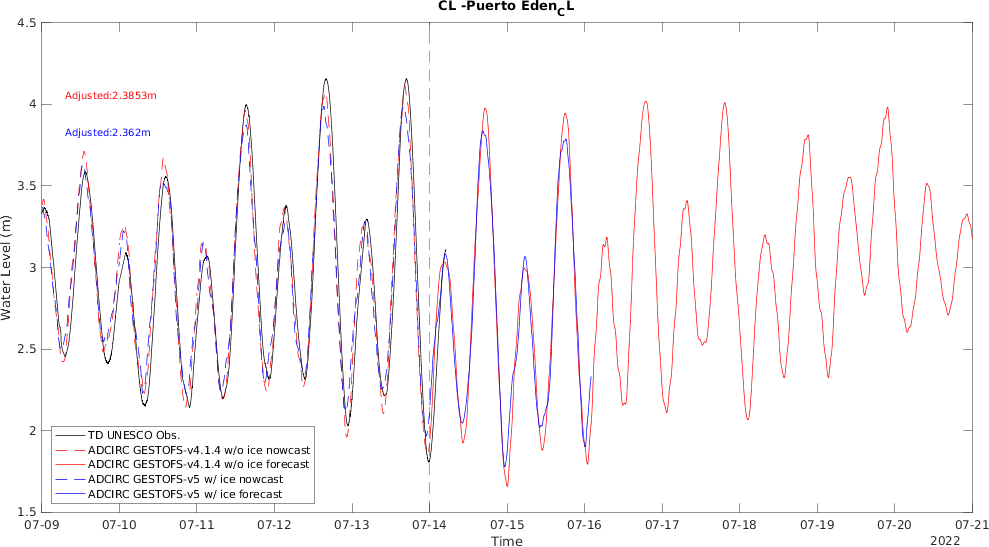 CL -Puerto Eden_CL
4.5
4
3.5
3
2.5
2
1.5
Water Level (m)
Adjusted:2.3853m
Adjusted:2.362m
TD UNESCO Obs.
ADCIRC GESTOFS-v4.1.4 w/o ice nowcast
ADCIRC GESTOFS-v4.1.4 w/o ice forecast
ADCIRC GESTOFS-v5 w/ ice nowcast
ADCIRC GESTOFS-v5 w/ ice forecast
07-09 07-10 07-11 07-12 07-13 07-14 07-15 07-16 07-17 07-18 07-19 07-20 07-21
Time
2022